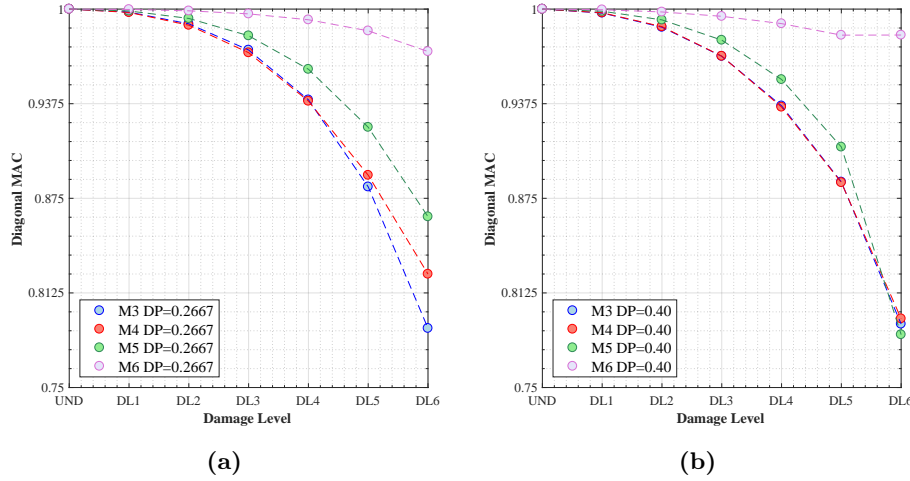 1
0.9375
0.875
0.8125
0.75
Diagonal MAC
M3 DP=0.2667
M4 DP=0.2667
M5 DP=0.2667
M6 DP=0.2667
UND DL1 DL2 DL3 DL4 DL5 DL6
Damage Level
(a)
1
0.9375
0.875
0.8125
0.75
Diagonal MAC
M3 DP=0.40
M4 DP=0.40
M5 DP=0.40
M6 DP=0.40
UND DL1 DL2 DL3 DL4 DL5 DL6
Damage Level
(b)